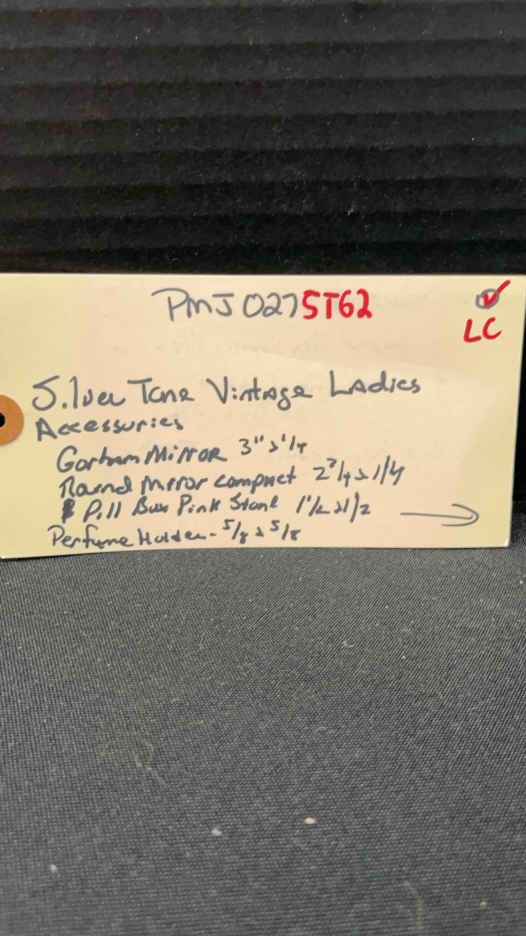 PMJ0275T62
LC
Silver Tone Vintage Ladies
Accessories
Gorham Mirror 3" x 1/4
Round Mirror compact 2 3/4 x 1/4
Pill Box Pink Stone 1 1/2 x 1/2
Perfume Holder - 5/8 x 5/8